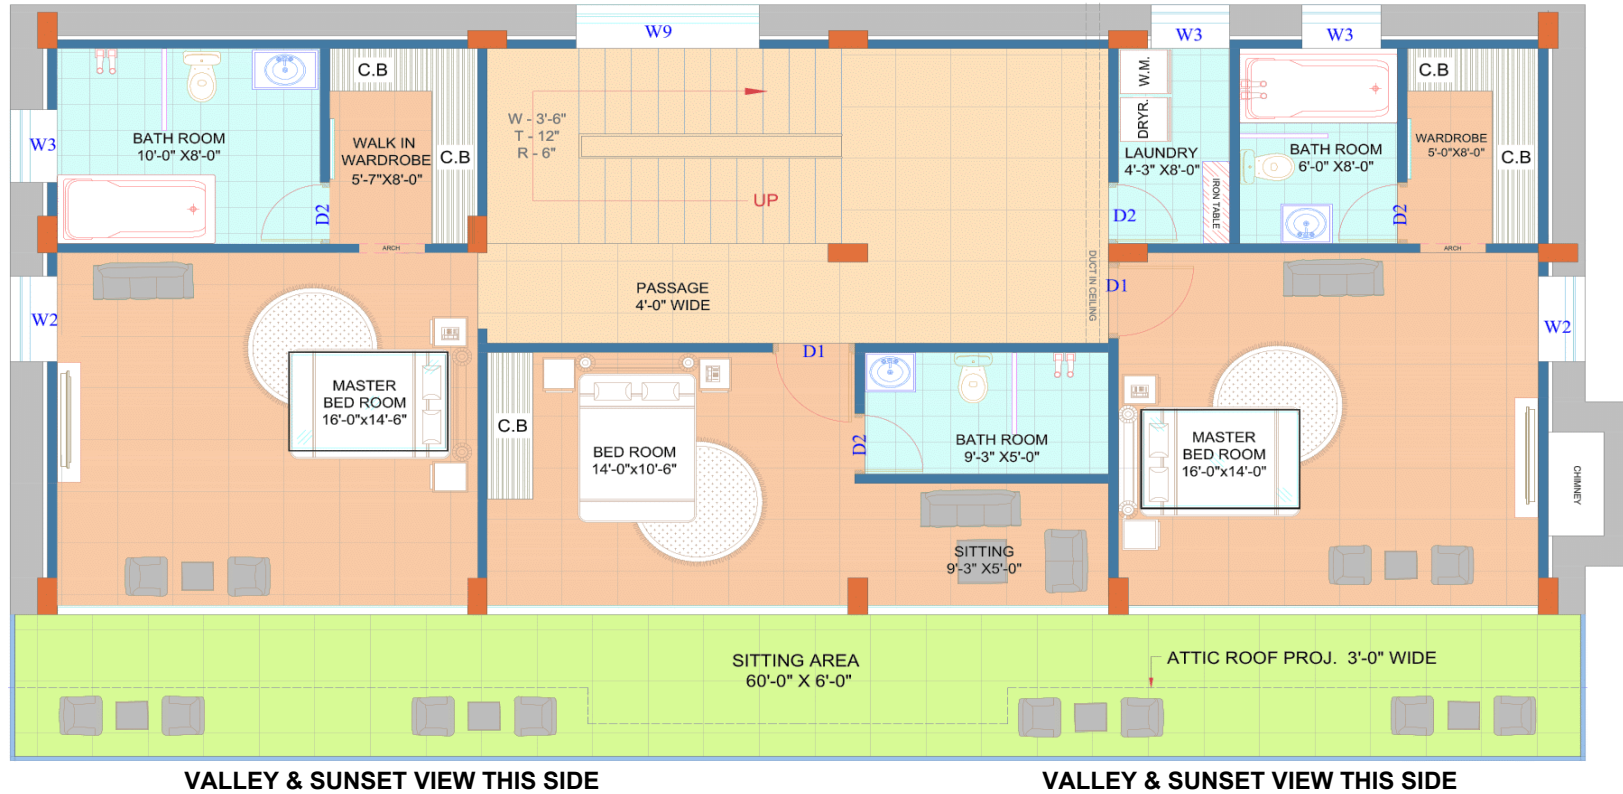 W9
W3
W3
C.B
W.M.
C.B
W - 3'-6"
T - 12"
R - 6"
DRYR.
W3
BATH ROOM
10'-0" X8'-0"
WALK IN
WARDROBE
5'-7"X8'-0"
C.B
LAUNDRY
4'-3" X8'-0"
BATH ROOM
6'-0" X8'-0"
WARDROBE
5'-0"X8'-0"
C.B
IRON TABLE
UP
D2
D2
D2
ARCH
ARCH
DUCT IN CEILING
PASSAGE
4'-0" WIDE
D1
W2
W2
D1
MASTER
BED ROOM
16'-0"x14'-6"
C.B
BED ROOM
14'-0"x10'-6"
D2
BATH ROOM
9'-3" X5'-0"
MASTER
BED ROOM
16'-0"x14'-0"
CHIMNEY
SITTING
9'-3" X5'-0"
SITTING AREA
60'-0" X 6'-0"
ATTIC ROOF PROJ. 3'-0" WIDE
VALLEY & SUNSET VIEW THIS SIDE
VALLEY & SUNSET VIEW THIS SIDE